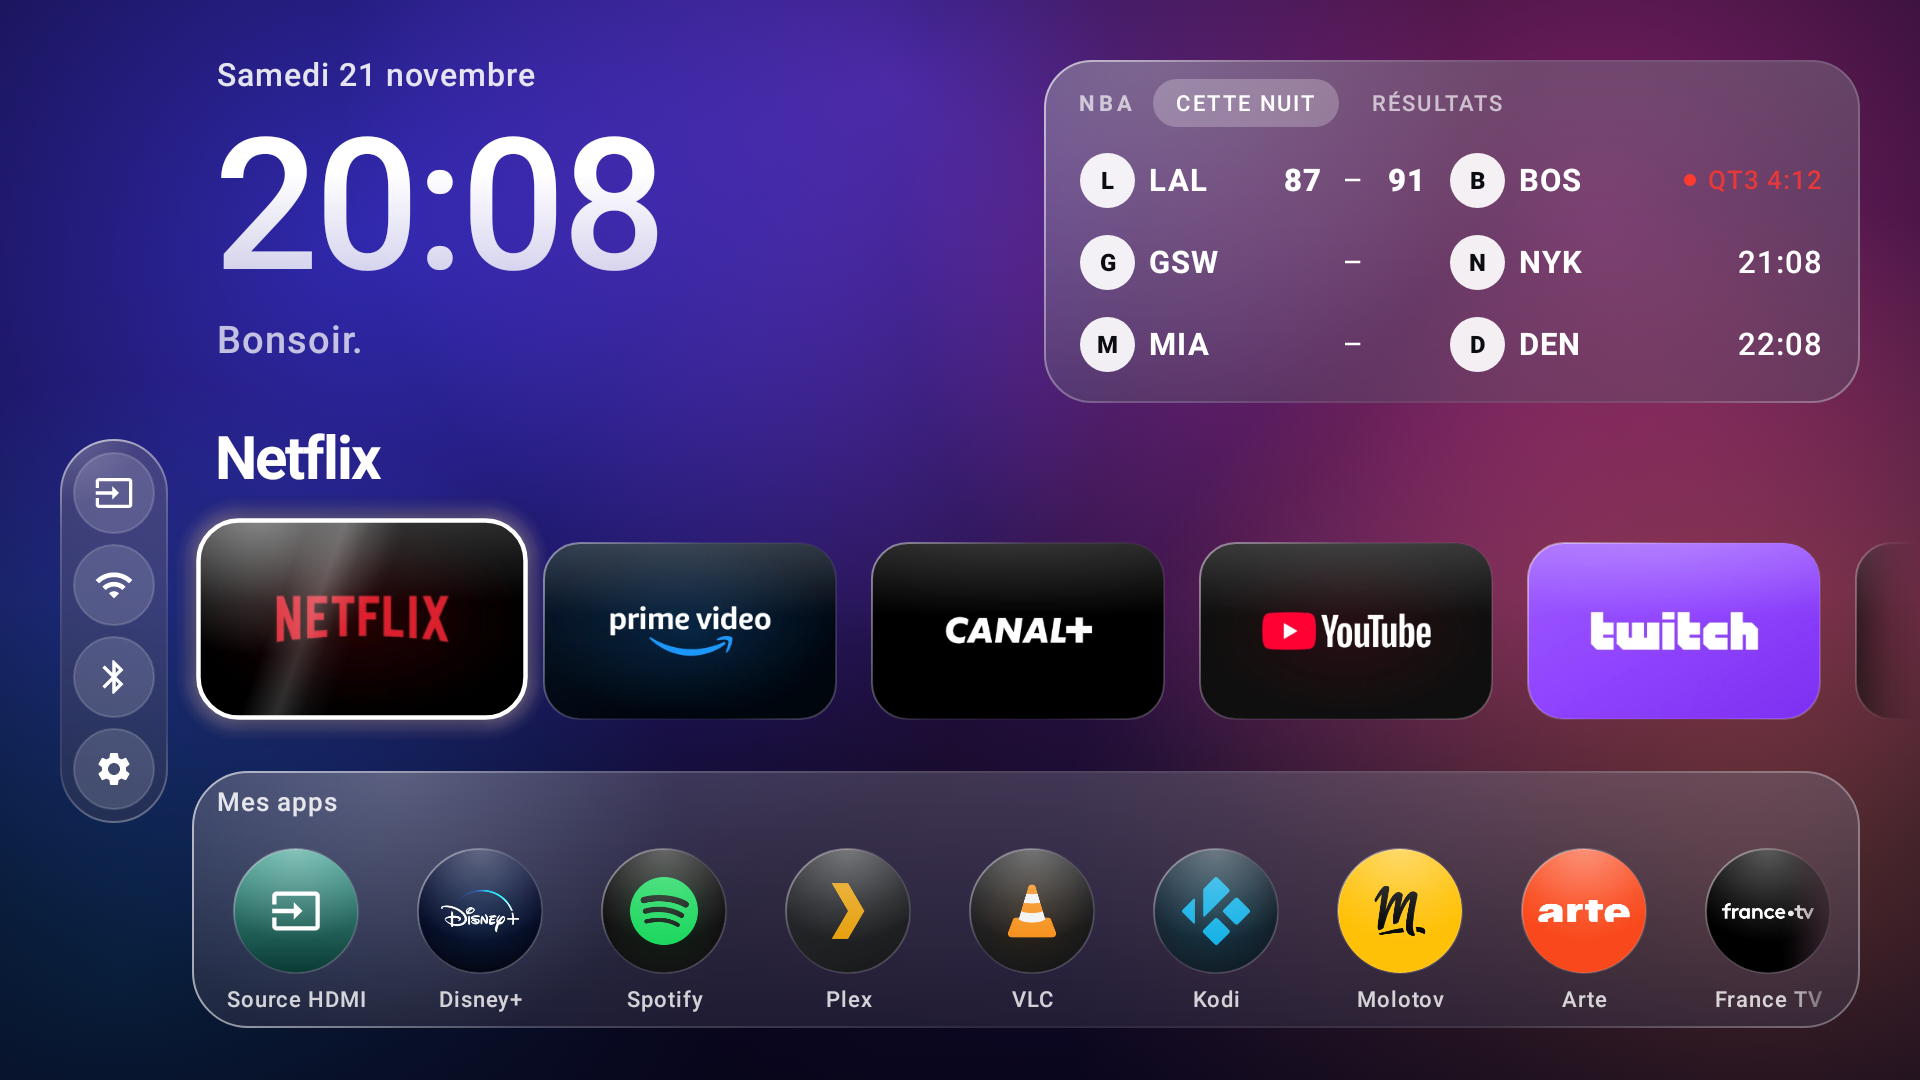 Samedi 21 novembre
20:08
Bonsoir.
NBA CETTE NUIT RÉSULTATS
L LAL 87 – 91 B BOS • QT3 4:12
G GSW – N NYK 21:08
M MIA – D DEN 22:08
Netflix
NETFLIX
prime video
CANAL+
YouTube
twitch
Mes apps
Disney+
M.
arte
france•tv
Source HDMI
Disney+
Spotify
Plex
VLC
Kodi
Molotov
Arte
France TV